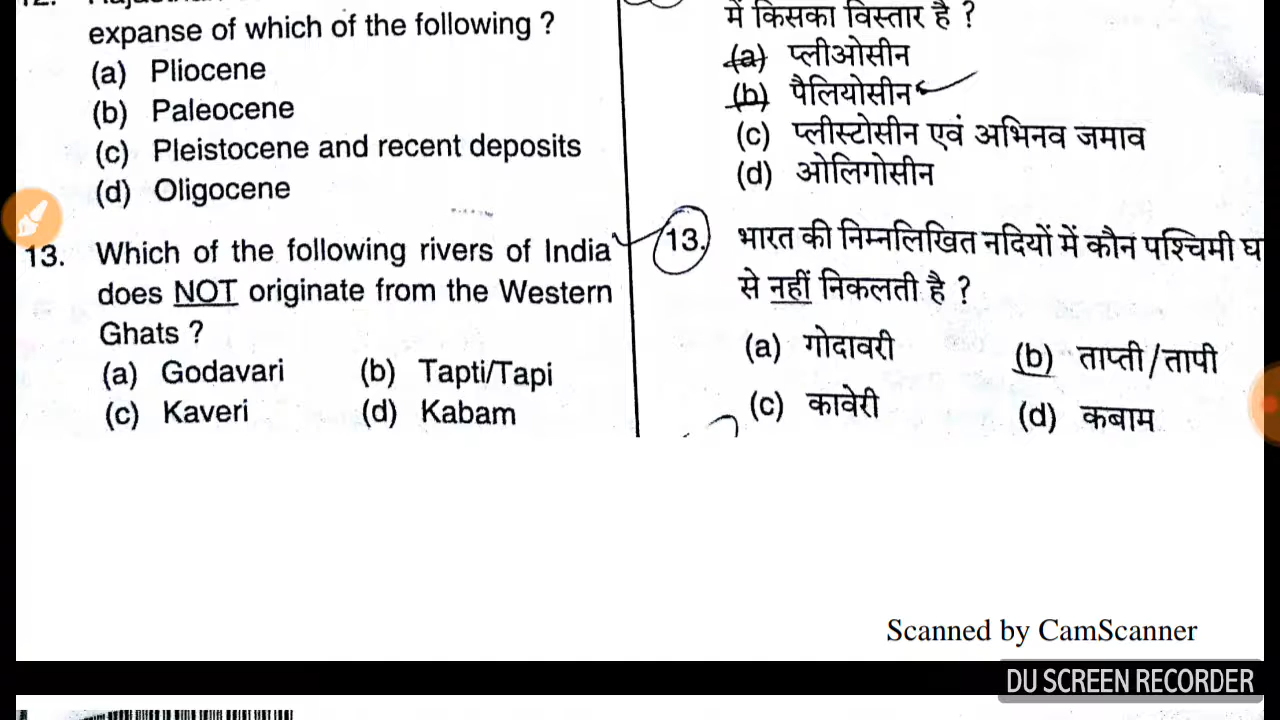 expanse of which of the following ?
(a) Pliocene
(b) Paleocene
(c) Pleistocene and recent deposits
(d) Oligocene
13. Which of the following rivers of India
does NOT originate from the Western
Ghats ?
(a) Godavari (b) Tapti/Tapi
(c) Kaveri (d) Kabam
में किसका विस्तार है ?
(a) प्लीओसीन
(b) पैलियोसीन
(c) प्लीस्टोसीन एवं अभिनव जमाव
(d) ओलिगोसीन
13. भारत की निम्नलिखित नदियों में कौन पश्चिमी घ
से नहीं निकलती है ?
(a) गोदावरी (b) ताप्ती/तापी
(c) कावेरी (d) कबाम
Scanned by CamScanner
DU SCREEN RECORDER